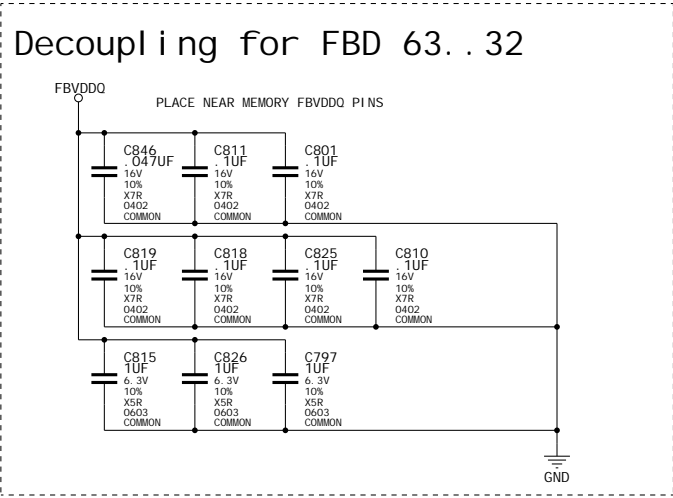 Decoupling for FBD 63..32
FBVDDQ
PLACE NEAR MEMORY FBVDDQ PINS
C846
.047UF
16V
10%
X7R
0402
COMMON
C811
.1UF
16V
10%
X7R
0402
COMMON
C801
.1UF
16V
10%
X7R
0402
COMMON
C819
.1UF
16V
10%
X7R
0402
COMMON
C818
.1UF
16V
10%
X7R
0402
COMMON
C825
.1UF
16V
10%
X7R
0402
COMMON
C810
.1UF
16V
10%
X7R
0402
COMMON
C815
1UF
6.3V
10%
X5R
0603
COMMON
C826
1UF
6.3V
10%
X5R
0603
COMMON
C797
1UF
6.3V
10%
X5R
0603
COMMON
GND